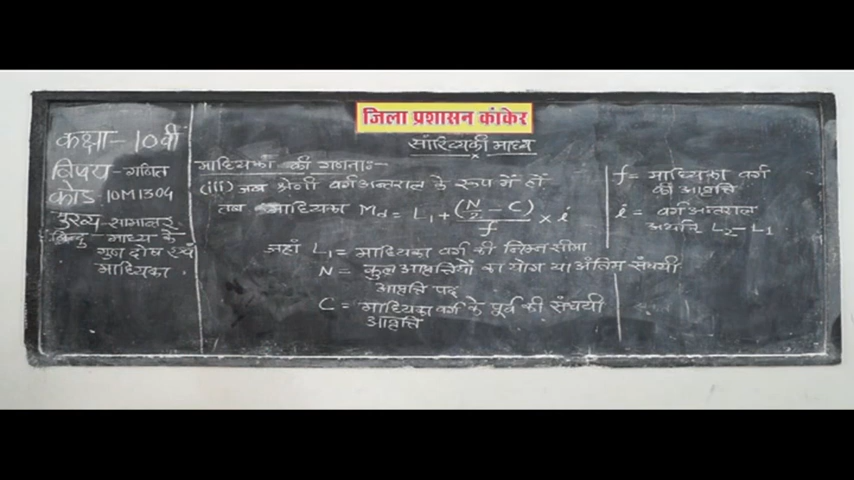 जिला प्रशासन कांकेर
सांख्यिकी माध्य
कक्षा - 10वी
विषय - गणित
कोड 10M1304
मुख्य - सामान्तर
बिन्दु माध्य के
गुण दोष एवं
माध्यिका .
माध्यिका की गणनाः-
(iii) जब श्रेणी वर्गअन्तराल के रूप में हो
तब माध्यिका Md = L₁ + (N/2 - C)/f × i
जहां L₁ = माध्यिका वर्ग की निम्न सीमा
N = कुल आवृत्तियों का योग या अंतिम संचयी
आवृत्ति पद
C = माध्यिका वर्ग के पूर्व की संचयी
आवृत्ति
f = माध्यिका वर्ग
की आवृत्ति
i = वर्गअन्तराल
अर्थात L₂ - L₁